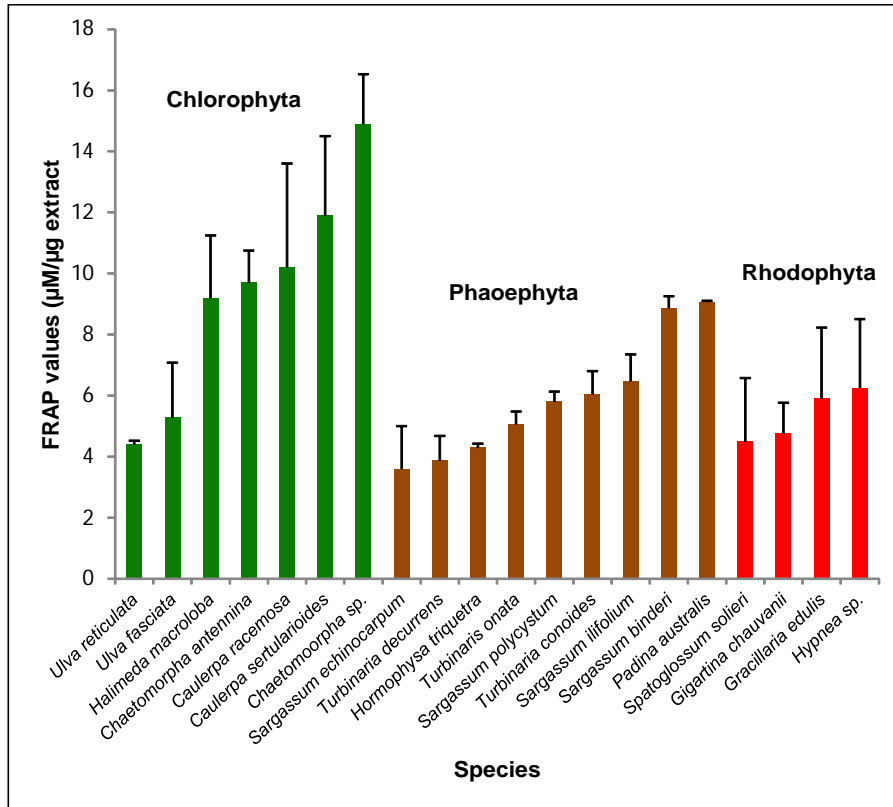 18
16
14
12
10
8
6
4
2
0
FRAP values (µM/µg extract
Chlorophyta
Phaoephyta
Rhodophyta
Ulva reticulata
Ulva fasciata
Halimeda macroloba
Chaetomorpha antennina
Caulerpa racemosa
Caulerpa sertularioides
Chaetomoorpha sp.
Sargassum echinocarpum
Turbinaria decurrens
Hormophysa triquetra
Turbinaris onata
Sargassum polycystum
Turbinaria conoides
Sargassum ilifolium
Sargassum binderi
Padina australis
Spatoglossum solieri
Gigartina chauvanii
Gracillaria edulis
Hypnea sp.
Species